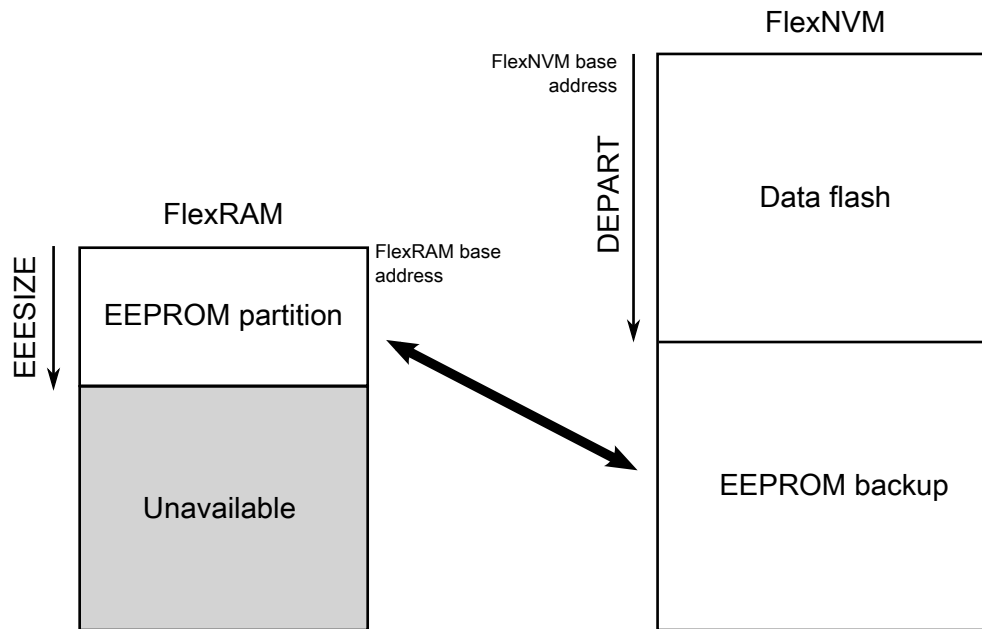 FlexNVM
FlexNVM base
address
DEPART
Data flash
FlexRAM
FlexRAM base
address
EEESIZE
EEPROM partition
Unavailable
EEPROM backup